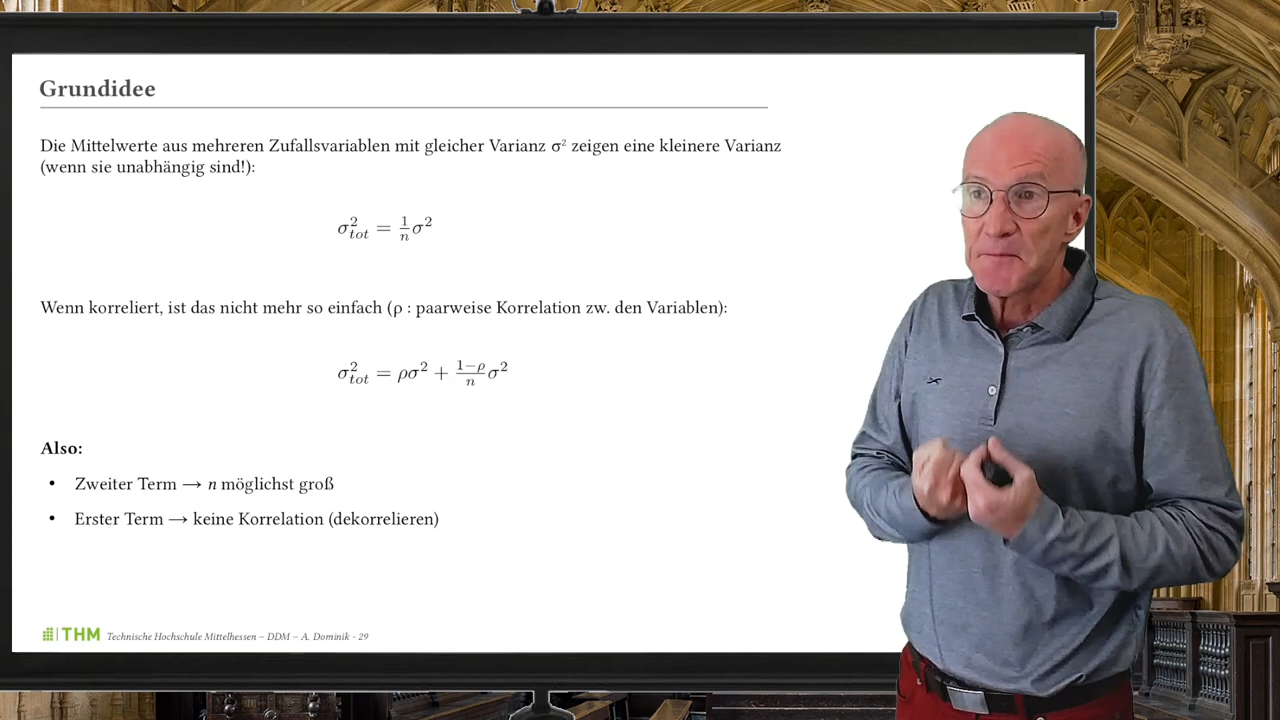 Grundidee
Die Mittelwerte aus mehreren Zufallsvariablen mit gleicher Varianz σ² zeigen eine kleinere Varianz
(wenn sie unabhängig sind!):
σ²_tot = 1/n σ²
Wenn korreliert, ist das nicht mehr so einfach (ρ : paarweise Korrelation zw. den Variablen):
σ²_tot = ρσ² + (1−ρ)/n σ²
Also:
• Zweiter Term → n möglichst groß
• Erster Term → keine Korrelation (dekorrelieren)
THM Technische Hochschule Mittelhessen – DDM – A. Dominik - 29